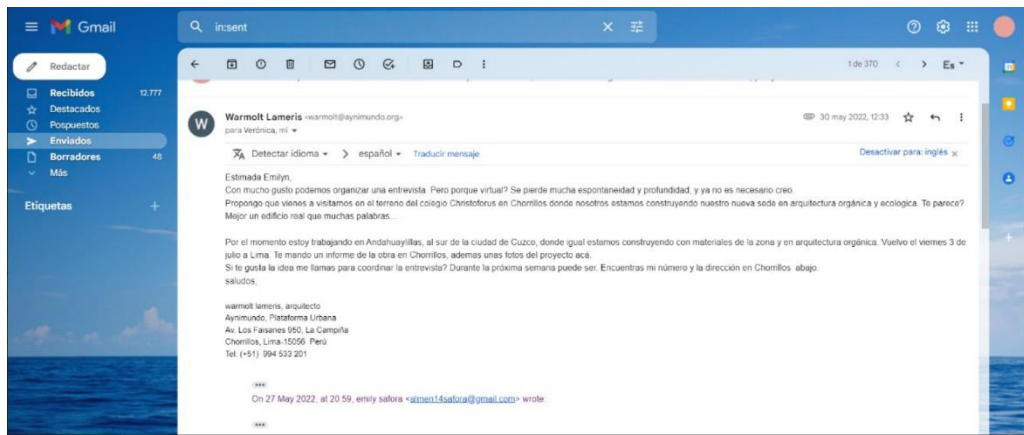 Gmail
in:sent
Redactar
1 de 370
Es
Recibidos 12.777
Destacados
Pospuestos
Enviados
Borradores 48
Más
Etiquetas
W
Warmolt Lameris <warmolt@aynimundo.org>
30 may 2022, 12:33
para Verónica, mi
Detectar idioma > español Traducir mensaje
Desactivar para: inglés x
Estimada Emilyn,
Con mucho gusto podemos organizar una entrevista. Pero porque virtual? Se pierde mucha espontaneidad y profundidad, y ya no es necesario creo.
Propongo que vienes a visitarnos en el terreno del colegio Christoforus en Chorrillos donde nosotros estamos construyendo nuestro nueva sede en arquitectura orgánica y ecologica. Te parece?
Mejor un edificio real que muchas palabras...
Por el momento estoy trabajando en Andahuaylillas, al sur de la ciudad de Cuzco, donde igual estamos construyendo con materiales de la zona y en arquitectura orgánica. Vuelvo el viernes 3 de
julio a Lima. Te mando un informe de la obra en Chorrillos, ademas unas fotos del proyecto acá.
Si te gusta la idea me llamas para coordinar la entrevista? Durante la próxima semana puede ser. Encuentras mi número y la dirección en Chorrillos abajo.
saludos,
warmolt lameris, arquitecto
Aynimundo, Plataforma Urbana
Av. Los Faisanes 950, La Campiña
Chorrillos, Lima-15056 Perú
Tel. (+51) 994 533 201
On 27 May 2022, at 20:59, emily safora <almen14safora@gmail.com> wrote: